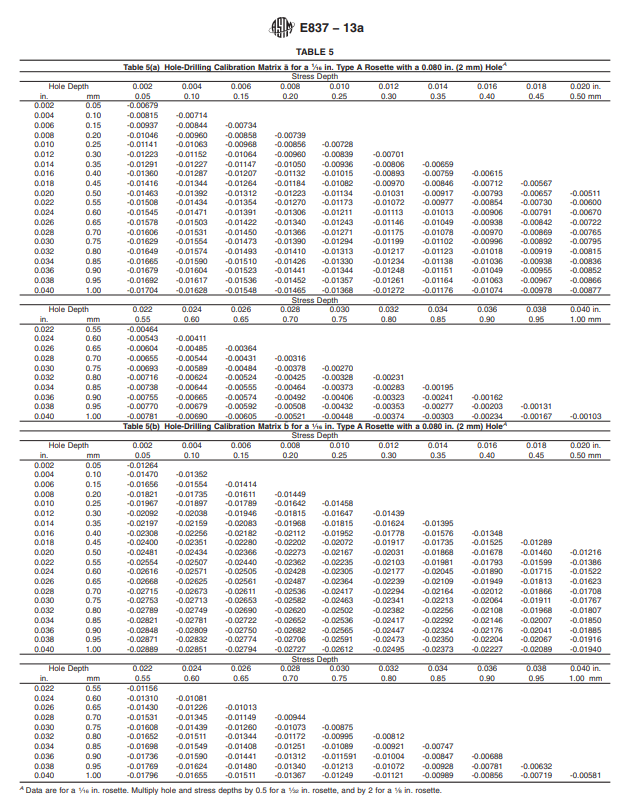 ASTM E837 – 13a
TABLE 5
Table 5(a) Hole-Drilling Calibration Matrix ā for a 1⁄16 in. Type A Rosette with a 0.080 in. (2 mm) Holeᴬ
Stress Depth
Hole Depth 0.002 0.004 0.006 0.008 0.010 0.012 0.014 0.016 0.018 0.020 in.
in. mm 0.05 0.10 0.15 0.20 0.25 0.30 0.35 0.40 0.45 0.50 mm
0.002 0.05 -0.00679
0.004 0.10 -0.00815 -0.00714
0.006 0.15 -0.00937 -0.00844 -0.00734
0.008 0.20 -0.01046 -0.00960 -0.00858 -0.00739
0.010 0.25 -0.01141 -0.01063 -0.00968 -0.00856 -0.00728
0.012 0.30 -0.01223 -0.01152 -0.01064 -0.00960 -0.00839 -0.00701
0.014 0.35 -0.01291 -0.01227 -0.01147 -0.01050 -0.00936 -0.00806 -0.00659
0.016 0.40 -0.01360 -0.01287 -0.01207 -0.01132 -0.01015 -0.00893 -0.00759 -0.00615
0.018 0.45 -0.01416 -0.01344 -0.01264 -0.01184 -0.01082 -0.00970 -0.00846 -0.00712 -0.00567
0.020 0.50 -0.01463 -0.01392 -0.01312 -0.01223 -0.01134 -0.01031 -0.00917 -0.00793 -0.00657 -0.00511
0.022 0.55 -0.01508 -0.01434 -0.01354 -0.01270 -0.01173 -0.01072 -0.00977 -0.00854 -0.00730 -0.00600
0.024 0.60 -0.01545 -0.01471 -0.01391 -0.01306 -0.01211 -0.01113 -0.01013 -0.00906 -0.00791 -0.00670
0.026 0.65 -0.01578 -0.01503 -0.01422 -0.01340 -0.01243 -0.01146 -0.01049 -0.00938 -0.00842 -0.00722
0.028 0.70 -0.01606 -0.01531 -0.01450 -0.01366 -0.01271 -0.01175 -0.01078 -0.00970 -0.00869 -0.00765
0.030 0.75 -0.01629 -0.01554 -0.01473 -0.01390 -0.01294 -0.01199 -0.01102 -0.00996 -0.00892 -0.00795
0.032 0.80 -0.01649 -0.01574 -0.01493 -0.01410 -0.01313 -0.01217 -0.01123 -0.01018 -0.00919 -0.00815
0.034 0.85 -0.01665 -0.01590 -0.01510 -0.01426 -0.01330 -0.01234 -0.01138 -0.01036 -0.00938 -0.00836
0.036 0.90 -0.01679 -0.01604 -0.01523 -0.01441 -0.01344 -0.01248 -0.01151 -0.01049 -0.00955 -0.00852
0.038 0.95 -0.01692 -0.01617 -0.01536 -0.01452 -0.01357 -0.01261 -0.01164 -0.01063 -0.00967 -0.00866
0.040 1.00 -0.01704 -0.01628 -0.01548 -0.01465 -0.01368 -0.01272 -0.01176 -0.01074 -0.00978 -0.00877
Stress Depth
Hole Depth 0.022 0.024 0.026 0.028 0.030 0.032 0.034 0.036 0.038 0.040 in.
in. mm 0.55 0.60 0.65 0.70 0.75 0.80 0.85 0.90 0.95 1.00 mm
0.022 0.55 -0.00464
0.024 0.60 -0.00543 -0.00411
0.026 0.65 -0.00604 -0.00485 -0.00364
0.028 0.70 -0.00655 -0.00544 -0.00431 -0.00316
0.030 0.75 -0.00693 -0.00589 -0.00484 -0.00378 -0.00270
0.032 0.80 -0.00716 -0.00624 -0.00524 -0.00425 -0.00328 -0.00231
0.034 0.85 -0.00738 -0.00644 -0.00555 -0.00464 -0.00373 -0.00283 -0.00195
0.036 0.90 -0.00755 -0.00665 -0.00574 -0.00492 -0.00406 -0.00323 -0.00241 -0.00162
0.038 0.95 -0.00770 -0.00679 -0.00592 -0.00508 -0.00432 -0.00353 -0.00277 -0.00203 -0.00131
0.040 1.00 -0.00781 -0.00690 -0.00605 -0.00521 -0.00448 -0.00374 -0.00303 -0.00234 -0.00167 -0.00103
Table 5(b) Hole-Drilling Calibration Matrix b̄ for a 1⁄16 in. Type A Rosette with a 0.080 in. (2 mm) Holeᴬ
Stress Depth
Hole Depth 0.002 0.004 0.006 0.008 0.010 0.012 0.014 0.016 0.018 0.020 in.
in. mm 0.05 0.10 0.15 0.20 0.25 0.30 0.35 0.40 0.45 0.50 mm
0.002 0.05 -0.01264
0.004 0.10 -0.01470 -0.01352
0.006 0.15 -0.01656 -0.01554 -0.01414
0.008 0.20 -0.01821 -0.01735 -0.01611 -0.01449
0.010 0.25 -0.01967 -0.01897 -0.01789 -0.01642 -0.01458
0.012 0.30 -0.02092 -0.02038 -0.01946 -0.01815 -0.01647 -0.01439
0.014 0.35 -0.02197 -0.02159 -0.02083 -0.01968 -0.01815 -0.01624 -0.01395
0.016 0.40 -0.02308 -0.02256 -0.02182 -0.02112 -0.01952 -0.01778 -0.01576 -0.01348
0.018 0.45 -0.02400 -0.02351 -0.02280 -0.02202 -0.02072 -0.01917 -0.01735 -0.01525 -0.01289
0.020 0.50 -0.02481 -0.02434 -0.02366 -0.02273 -0.02167 -0.02031 -0.01868 -0.01678 -0.01460 -0.01216
0.022 0.55 -0.02554 -0.02507 -0.02440 -0.02362 -0.02235 -0.02103 -0.01981 -0.01793 -0.01599 -0.01386
0.024 0.60 -0.02616 -0.02571 -0.02505 -0.02428 -0.02305 -0.02177 -0.02045 -0.01890 -0.01715 -0.01522
0.026 0.65 -0.02668 -0.02625 -0.02561 -0.02487 -0.02364 -0.02239 -0.02109 -0.01949 -0.01813 -0.01623
0.028 0.70 -0.02715 -0.02673 -0.02611 -0.02536 -0.02417 -0.02294 -0.02164 -0.02012 -0.01866 -0.01708
0.030 0.75 -0.02753 -0.02713 -0.02653 -0.02582 -0.02463 -0.02341 -0.02213 -0.02064 -0.01911 -0.01767
0.032 0.80 -0.02789 -0.02749 -0.02690 -0.02620 -0.02502 -0.02382 -0.02256 -0.02108 -0.01968 -0.01807
0.034 0.85 -0.02821 -0.02781 -0.02722 -0.02652 -0.02536 -0.02417 -0.02292 -0.02146 -0.02007 -0.01850
0.036 0.90 -0.02848 -0.02809 -0.02750 -0.02682 -0.02565 -0.02447 -0.02324 -0.02176 -0.02041 -0.01885
0.038 0.95 -0.02871 -0.02832 -0.02774 -0.02706 -0.02591 -0.02473 -0.02350 -0.02204 -0.02067 -0.01916
0.040 1.00 -0.02889 -0.02851 -0.02794 -0.02727 -0.02612 -0.02495 -0.02373 -0.02227 -0.02089 -0.01940
Stress Depth
Hole Depth 0.022 0.024 0.026 0.028 0.030 0.032 0.034 0.036 0.038 0.040 in.
in. mm 0.55 0.60 0.65 0.70 0.75 0.80 0.85 0.90 0.95 1.00 mm
0.022 0.55 -0.01156
0.024 0.60 -0.01310 -0.01081
0.026 0.65 -0.01430 -0.01226 -0.01013
0.028 0.70 -0.01531 -0.01345 -0.01149 -0.00944
0.030 0.75 -0.01608 -0.01439 -0.01260 -0.01073 -0.00875
0.032 0.80 -0.01652 -0.01511 -0.01344 -0.01172 -0.00995 -0.00812
0.034 0.85 -0.01698 -0.01549 -0.01408 -0.01251 -0.01089 -0.00921 -0.00747
0.036 0.90 -0.01736 -0.01590 -0.01441 -0.01312 -0.011591 -0.01004 -0.00847 -0.00688
0.038 0.95 -0.01769 -0.01624 -0.01480 -0.01340 -0.01213 -0.01072 -0.00928 -0.00781 -0.00632
0.040 1.00 -0.01796 -0.01655 -0.01511 -0.01367 -0.01249 -0.01121 -0.00989 -0.00856 -0.00719 -0.00581
ᴬ Data are for a 1⁄16 in. rosette. Multiply hole and stress depths by 0.5 for a 1⁄32 in. rosette, and by 2 for a 1⁄8 in. rosette.